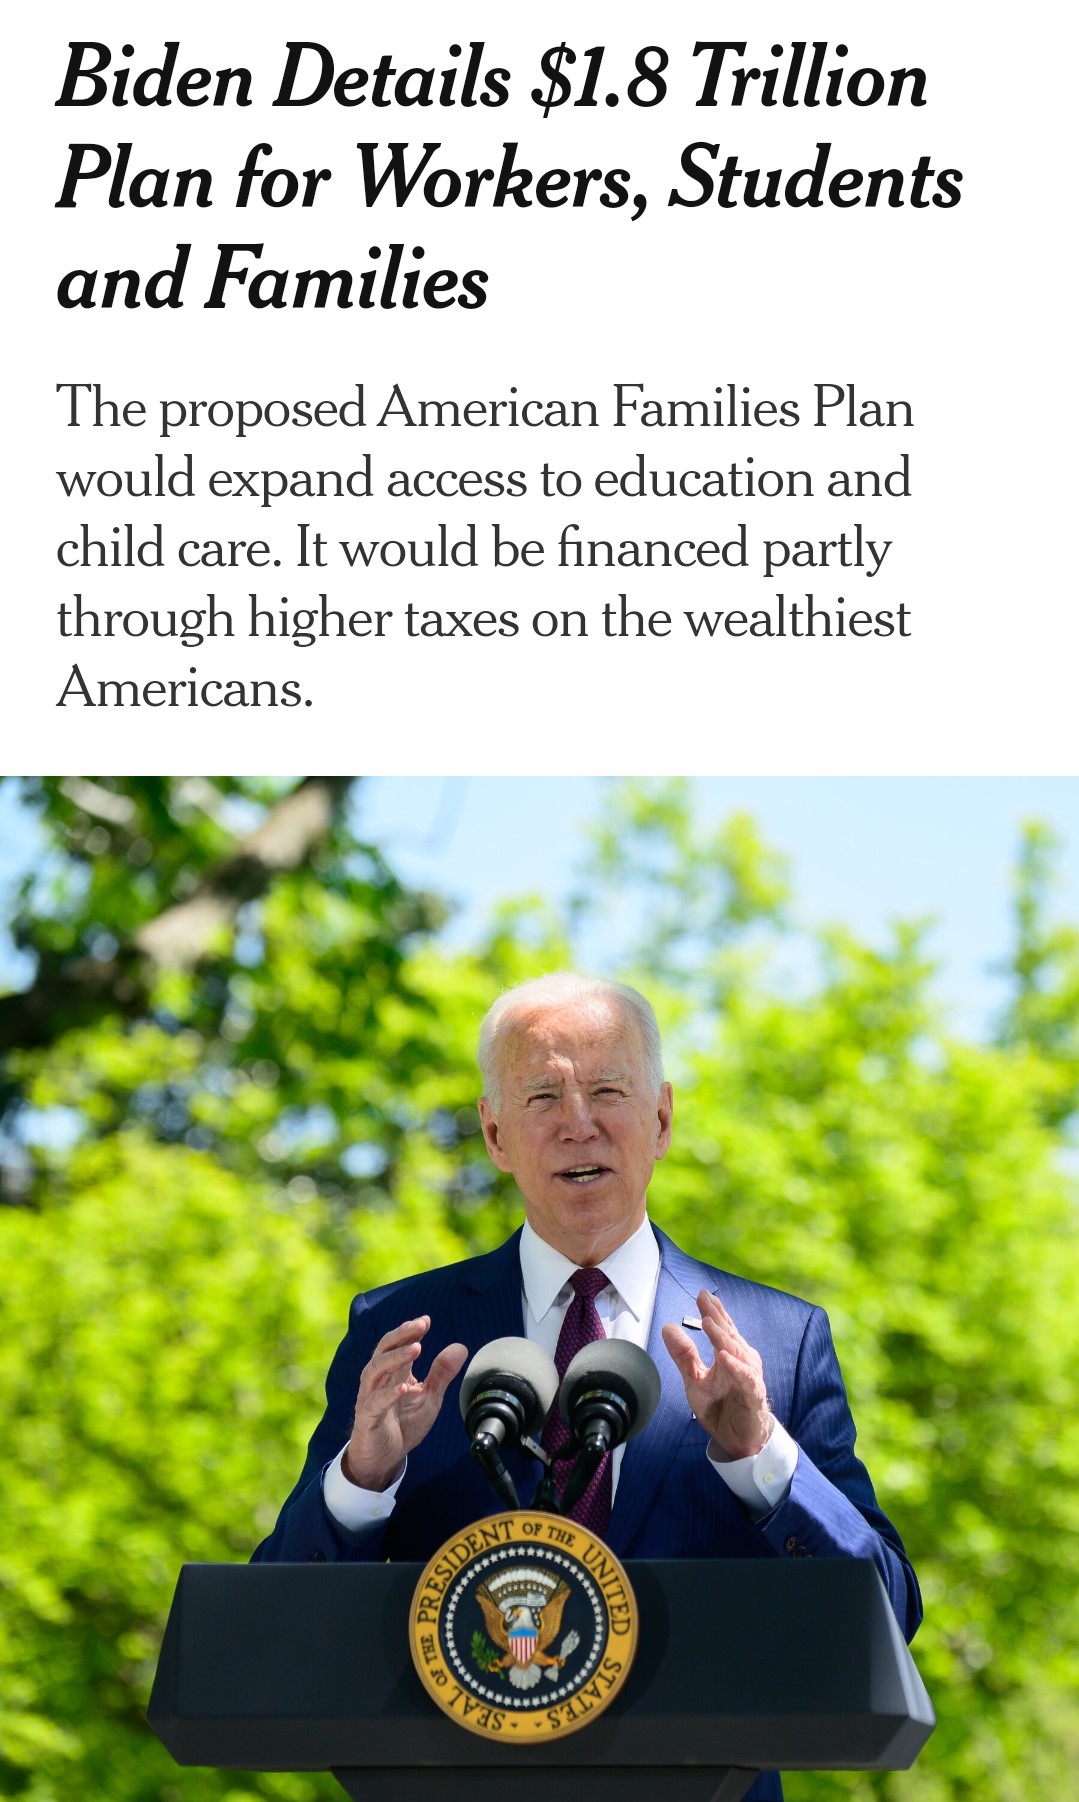 Biden Details $1.8 Trillion
Plan for Workers, Students
and Families
The proposed American Families Plan
would expand access to education and
child care. It would be financed partly
through higher taxes on the wealthiest
Americans.
SEAL OF THE PRESIDENT OF THE UNITED STATES